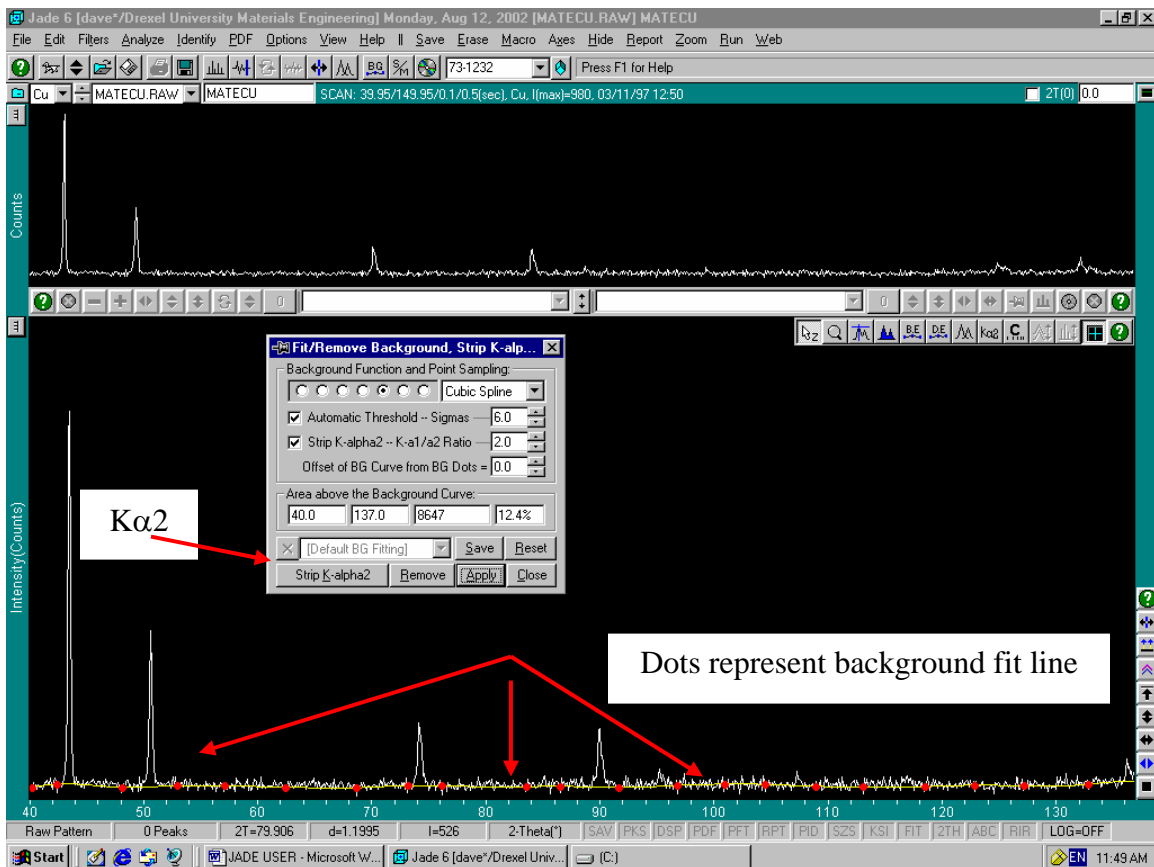 Jade 6 [dave*/Drexel University Materials Engineering] Monday, Aug 12, 2002 [MATECU.RAW] MATECU
File Edit Filters Analyze Identify PDF Options View Help || Save Erase Macro Axes Hide Report Zoom Run Web
BG S/M 73-1232 Press F1 for Help
Cu MATECU.RAW MATECU SCAN: 39.95/149.95/0.1/0.5(sec), Cu, I(max)=980, 03/11/97 12:50 2T(0) 0.0
Counts
0 0
Z B.E. D.E. Kα2 C
Fit/Remove Background, Strip K-alp...
Background Function and Point Sampling:
Cubic Spline
Automatic Threshold -- Sigmas 6.0
Strip K-alpha2 -- K-a1/a2 Ratio 2.0
Offset of BG Curve from BG Dots = 0.0
Area above the Background Curve:
40.0 137.0 8647 12.4%
[Default BG Fitting] Save Reset
Strip K-alpha2 Remove Apply Close
Kα2
Intensity(Counts)
Dots represent background fit line
40 50 60 70 80 90 100 110 120 130
Raw Pattern 0 Peaks 2T=79.906 d=1.1995 I=526 2-Theta(°) SAV PKS DSP PDF PFT RPT PID SZS KSI FIT 2TH ABC RIR LOG=OFF
Start JADE USER - Microsoft W... Jade 6 [dave*/Drexel Univ... (C:) EN 11:49 AM